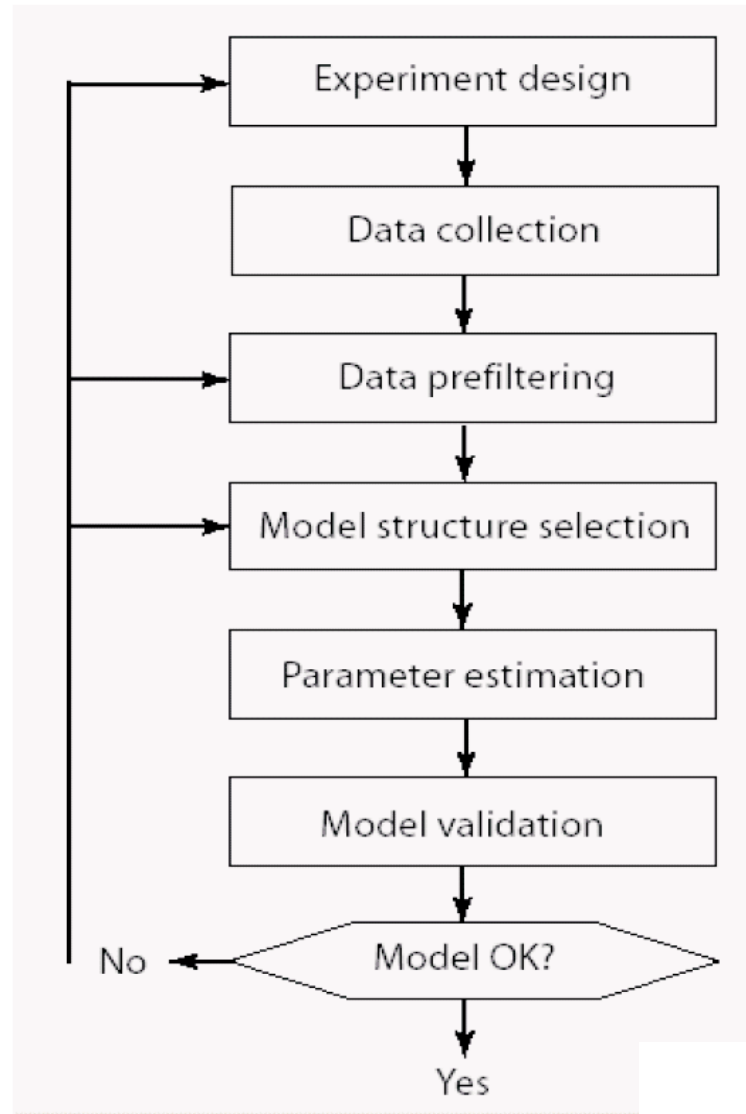 Experiment design
Data collection
Data prefiltering
Model structure selection
Parameter estimation
Model validation
Model OK?
No
Yes